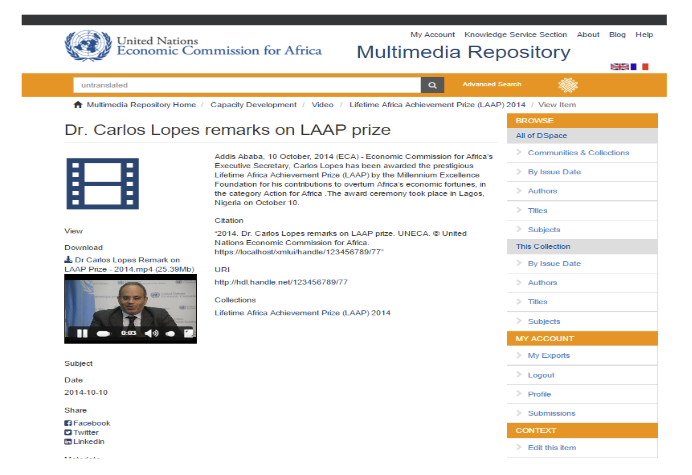 United Nations
Economic Commission for Africa
My Account Knowledge Service Section About Blog Help
Multimedia Repository
untranslated
Advanced Search
Multimedia Repository Home / Capacity Development / Video / Lifetime Africa Achievement Prize (LAAP) 2014 / View Item
Dr. Carlos Lopes remarks on LAAP prize
View
Download
Dr Carlos Lopes Remark on
LAAP Prize - 2014.mp4 (25.39Mb)
0:03
Subject
Date
2014-10-10
Share
Facebook
Twitter
Linkedin
Addis Ababa, 10 October, 2014 (ECA) - Economic Commission for Africa's
Executive Secretary, Carlos Lopes has been awarded the prestigious
Lifetime Africa Achievement Prize (LAAP) by the Millennium Excellence
Foundation for his contributions to overturn Africa's economic fortunes, in
the category Action for Africa .The award ceremony took place in Lagos,
Nigeria on October 10.
Citation
“2014. Dr. Carlos Lopes remarks on LAAP prize. UNECA. © United
Nations Economic Commission for Africa.
https://localhost/xmlui/handle/123456789/77”
URI
http://hdl.handle.net/123456789/77
Collections
Lifetime Africa Achievement Prize (LAAP) 2014
BROWSE
All of DSpace
Communities & Collections
By Issue Date
Authors
Titles
Subjects
This Collection
By Issue Date
Authors
Titles
Subjects
MY ACCOUNT
My Exports
Logout
Profile
Submissions
CONTEXT
Edit this item